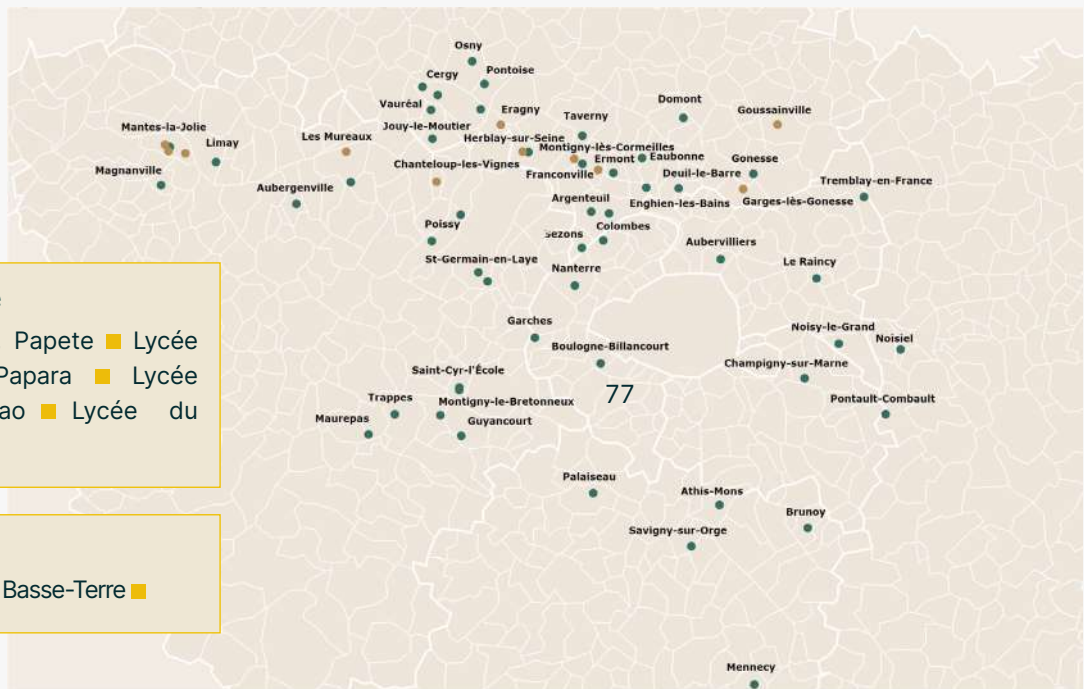 Osny
Cergy
Pontoise
Vauréal
Eragny
Taverny
Domont
Goussainville
Mantes-la-Jolie
Limay
Les Mureaux
Jouy-le-Moutier
Herblay-sur-Seine
Montigny-lès-Cormeilles
Magnanville
Chanteloup-les-Vignes
Franconville
Ermont
Eaubonne
Gonesse
Deuil-le-Barre
Tremblay-en-France
Aubergenville
Argenteuil
Enghien-les-Bains
Garges-lès-Gonesse
Poissy
Colombes
Aubervilliers
St-Germain-en-Laye
Nanterre
Le Raincy
Papete ■ Lycée
Papara ■ Lycée
ao ■ Lycée du
Garches
Boulogne-Billancourt
Noisy-le-Grand
Noisiel
Champigny-sur-Marne
Saint-Cyr-l'École
77
Trappes
Montigny-le-Bretonneux
Pontault-Combault
Maurepas
Guyancourt
Palaiseau
Athis-Mons
Brunoy
Savigny-sur-Orge
Basse-Terre ■
Mennecy